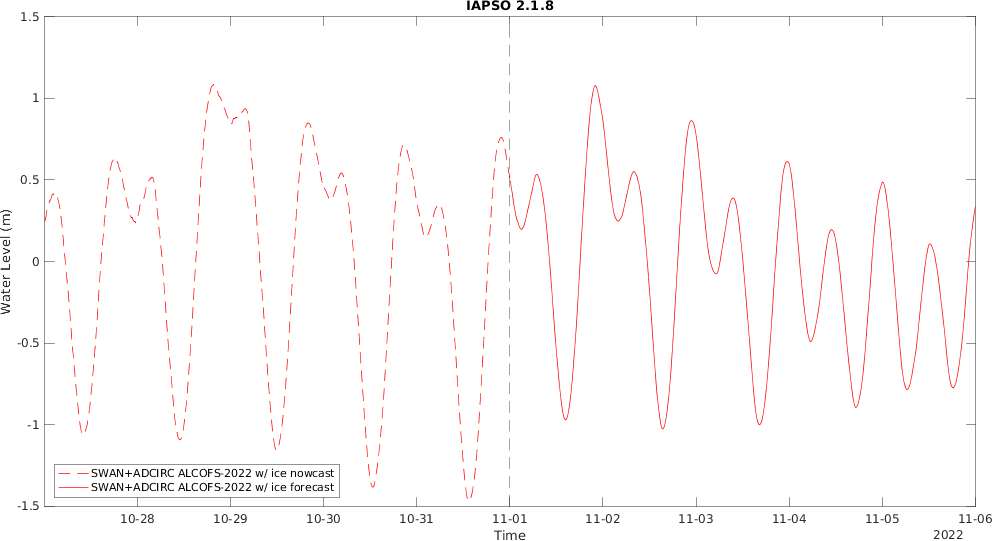 IAPSO 2.1.8
1.5
1
0.5
0
-0.5
-1
-1.5
Water Level (m)
SWAN+ADCIRC ALCOFS-2022 w/ ice nowcast
SWAN+ADCIRC ALCOFS-2022 w/ ice forecast
10-28 10-29 10-30 10-31 11-01 11-02 11-03 11-04 11-05 11-06
Time
2022